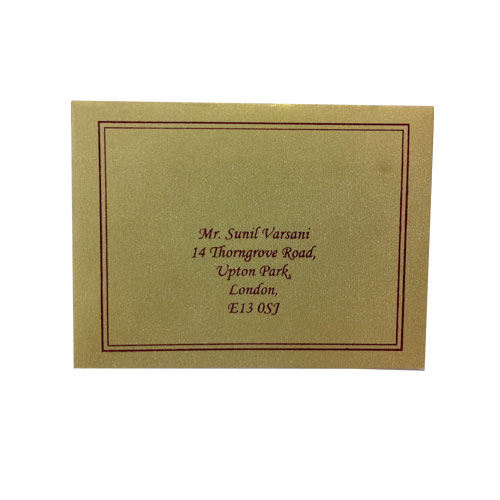 Mr. Sunil Varsani
14 Thorngrove Road,
Upton Park,
London,
E13 0SJ